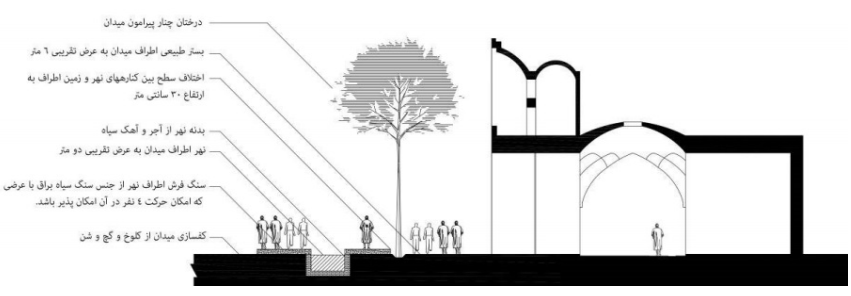 درختان چنار پیرامون میدان
بستر طبیعی اطراف میدان به عرض تقریبی ٦ متر
اختلاف سطح بین کنارههای نهر و زمین اطراف به
ارتفاع ۳۰ سانتی متر
بدنه نهر از آجر و آهک سیاه
نهر اطراف میدان به عرض تقریبی دو متر
سنگ فرش اطراف نهر از جنس سنگ سیاه براق با عرضی
که امکان حرکت ٤ نفر در آن امکان پذیر باشد.
کفسازی میدان از کلوخ و گچ و شن